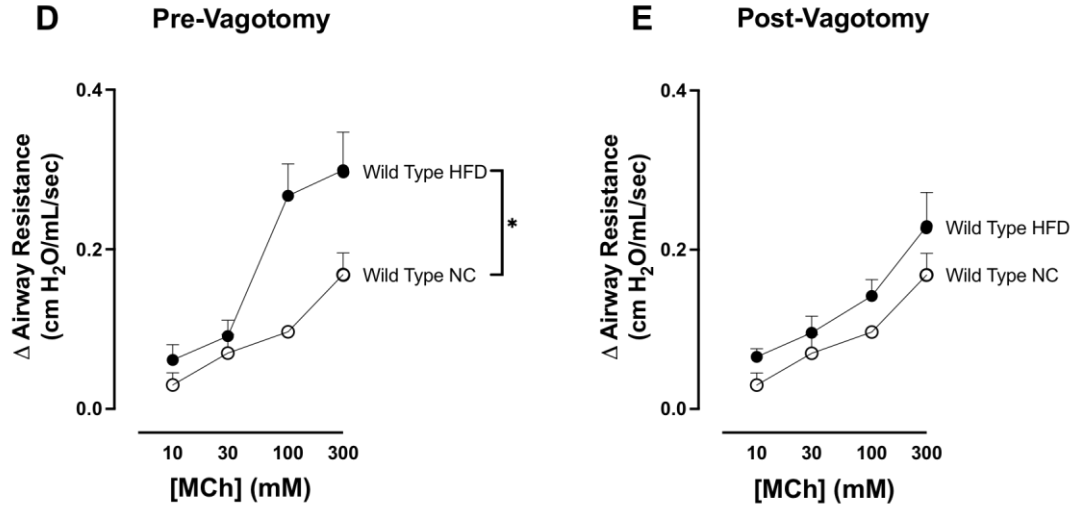 D Pre-Vagotomy
0.4
0.2
0.0
Δ Airway Resistance
(cm H₂O/mL/sec)
Wild Type HFD
*
Wild Type NC
10 30 100 300
[MCh] (mM)
E Post-Vagotomy
0.4
0.2
0.0
Δ Airway Resistance
(cm H₂O/mL/sec)
Wild Type HFD
Wild Type NC
10 30 100 300
[MCh] (mM)